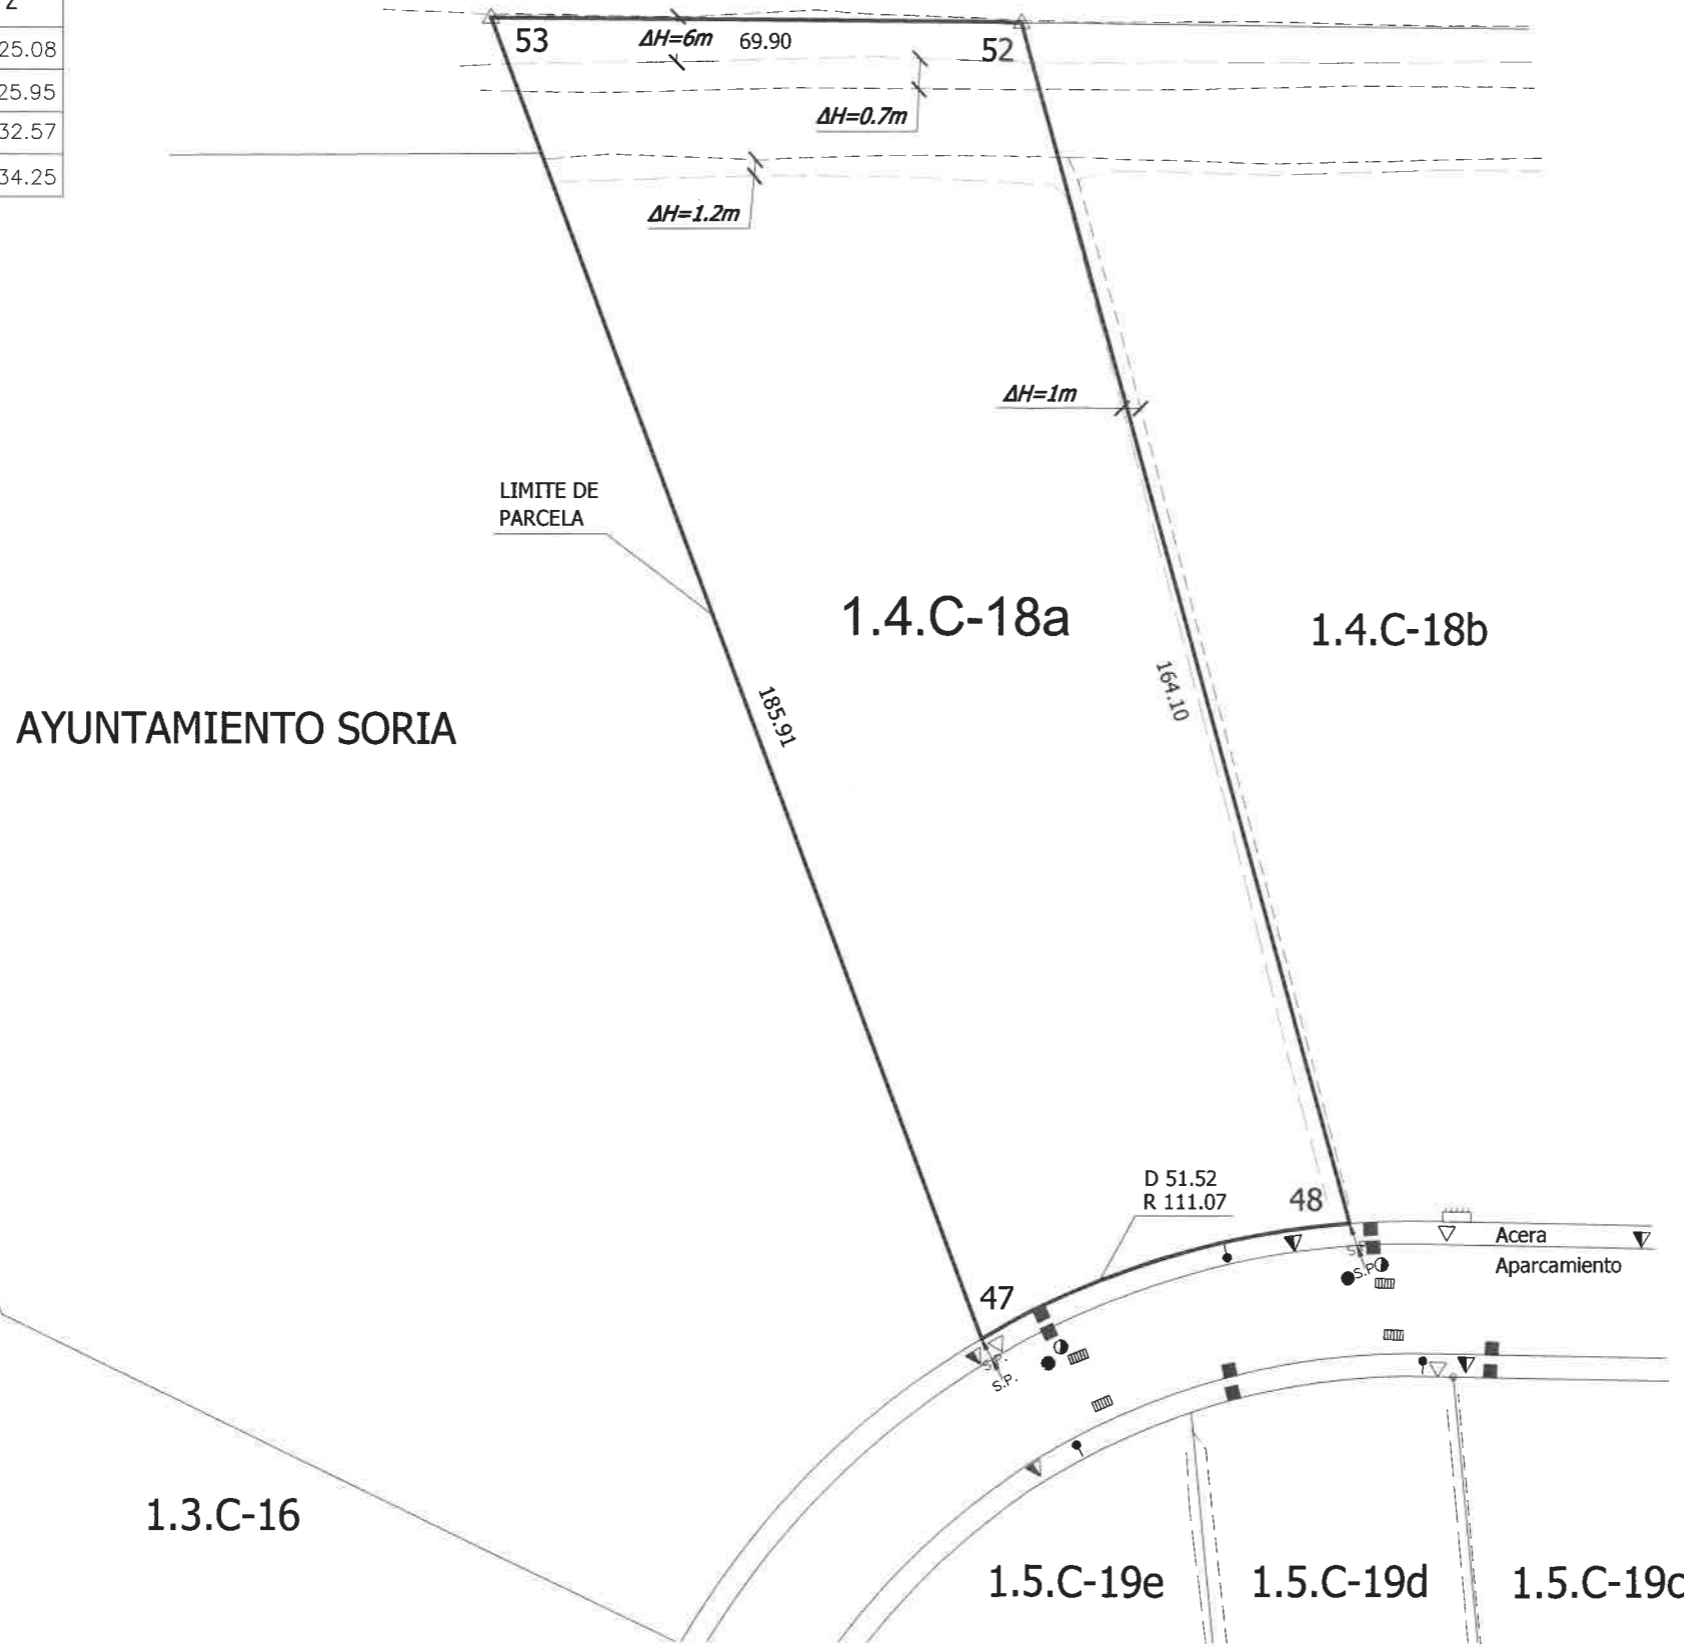 Z
25.08
25.95
32.57
34.25
53
ΔH=6m
69.90
52
ΔH=0.7m
ΔH=1.2m
ΔH=1m
LIMITE DE
PARCELA
1.4.C-18a
1.4.C-18b
164.10
185.91
AYUNTAMIENTO SORIA
D 51.52
R 111.07
48
Acera
Aparcamiento
S.P.
S.P.
47
S.P.
S.P.
1.3.C-16
1.5.C-19e
1.5.C-19d
1.5.C-19c